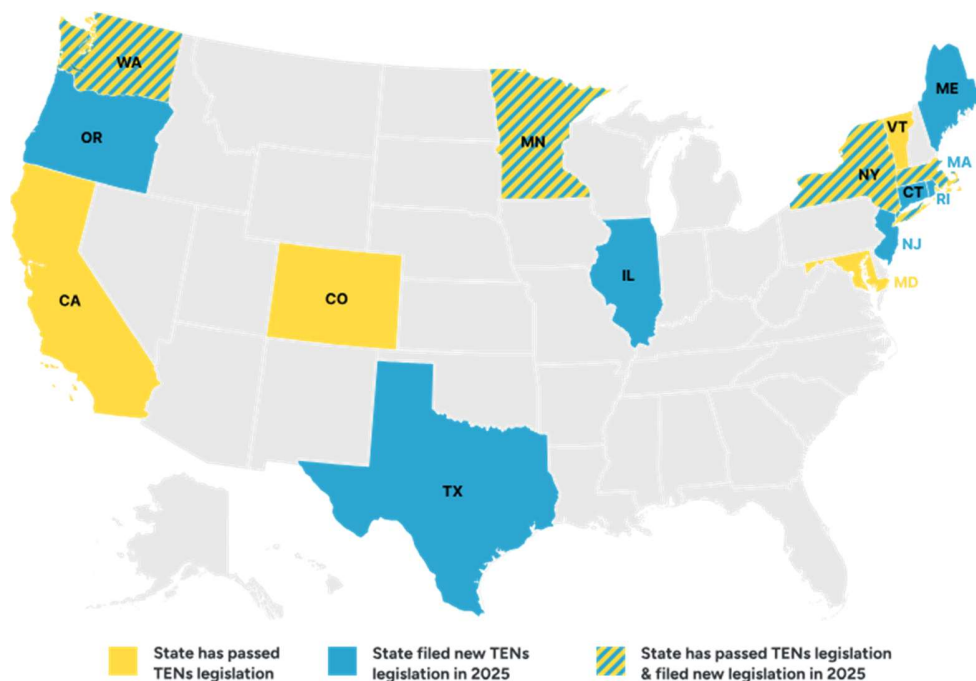 WA
OR
CA
CO
TX
MN
IL
NY
VT
ME
MA
CT
RI
NJ
MD
State has passed
TENs legislation
State filed new TENs
legislation in 2025
State has passed TENs legislation
& filed new legislation in 2025